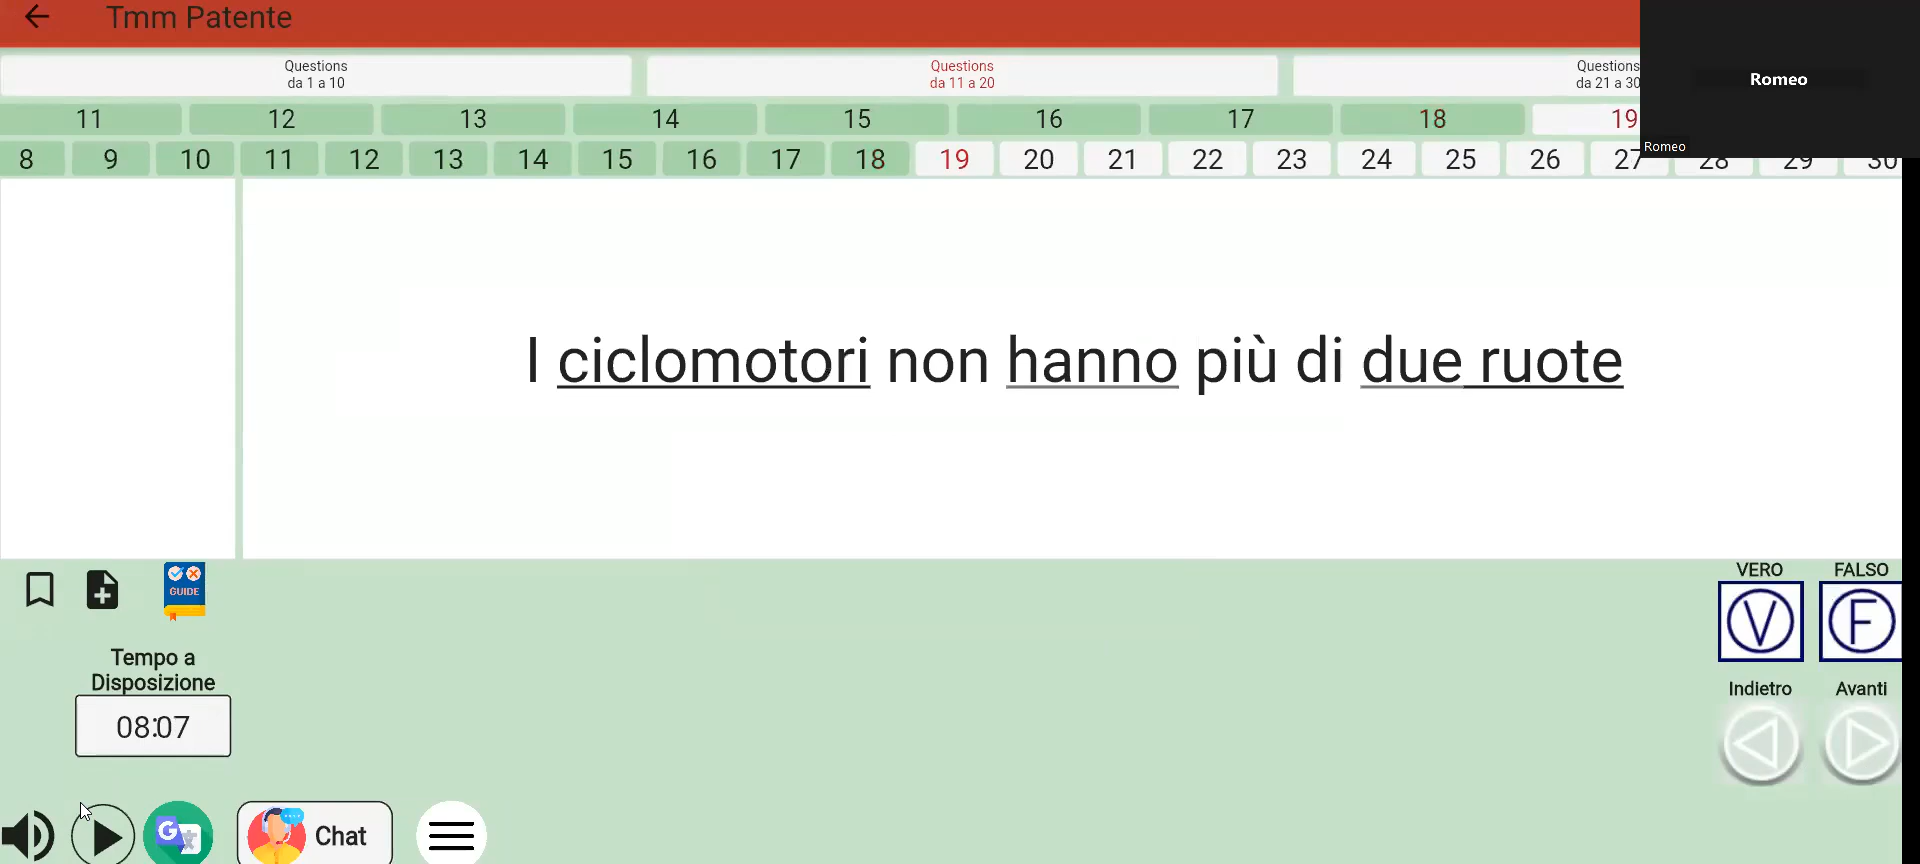 Tmm Patente
Romeo
Romeo
Questions
da 1 a 10
Questions
da 11 a 20
Questions
da 21 a 30
11 12 13 14 15 16 17 18 19
8 9 10 11 12 13 14 15 16 17 18 19 20 21 22 23 24 25 26 27 28 29 30
I ciclomotori non hanno più di due ruote
GUIDE
VERO FALSO
V F
Tempo a
Disposizione
08:07
Indietro Avanti
G
Chat